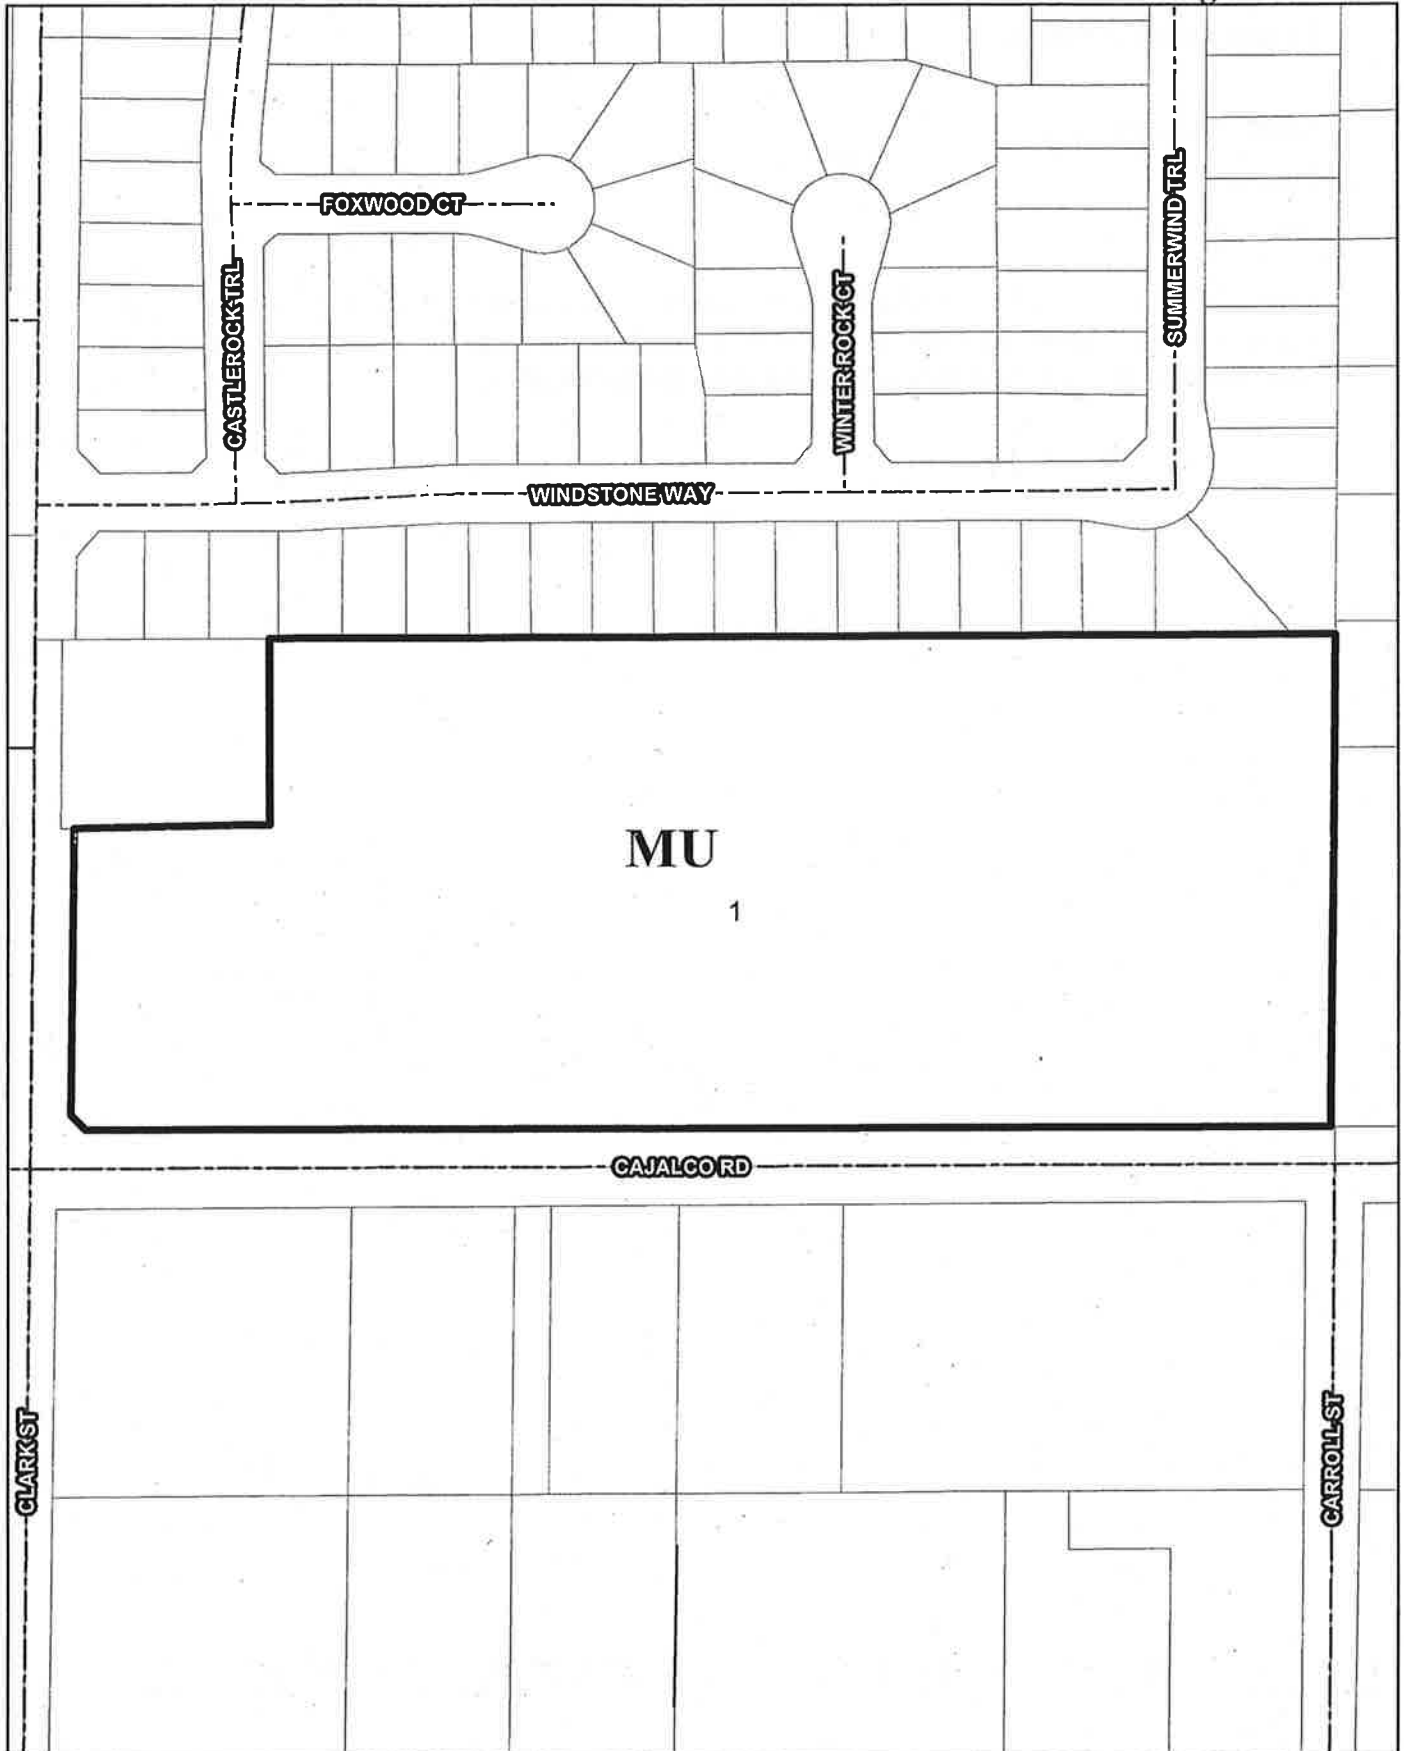 FOXWOOD CT
CASTLEROCK TRL
WINTER ROCK CT
SUMMERWIND TRL
WINDSTONE WAY
MU
1
CAJALCO RD
CLARK ST
CARROLL ST